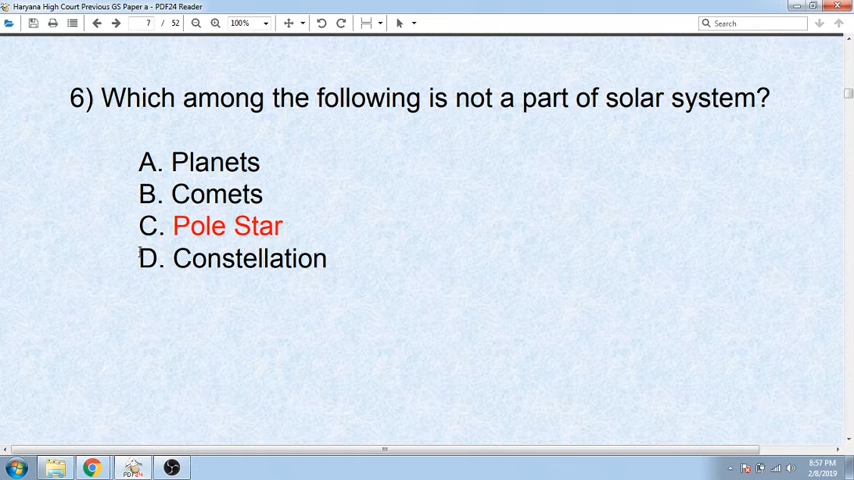 Haryana High Court Previous GS Paper a - PDF24 Reader
7 / 52
100%
Search
6) Which among the following is not a part of solar system?
A. Planets
B. Comets
C. Pole Star
D. Constellation
PDF24
8:57 PM
2/8/2019